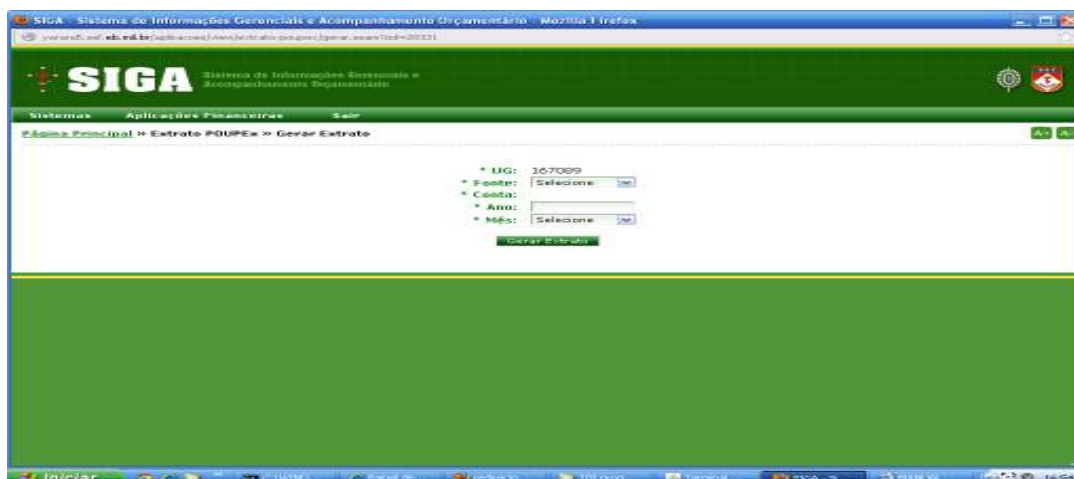 SIGA - Sistema de Informações Gerenciais e Acompanhamento Orçamentário - Mozilla Firefox
SIGA
Sistema de Informações Gerenciais e
Acompanhamento Orçamentário
Sistemas Aplicações Financeiras Sair
Página Principal » Extrato POUPEx » Gerar Extrato
A+ A-
* UG: 167089
* Fonte: Selecione
* Conta:
* Ano:
* Mês: Selecione
Gerar Extrato
Iniciar